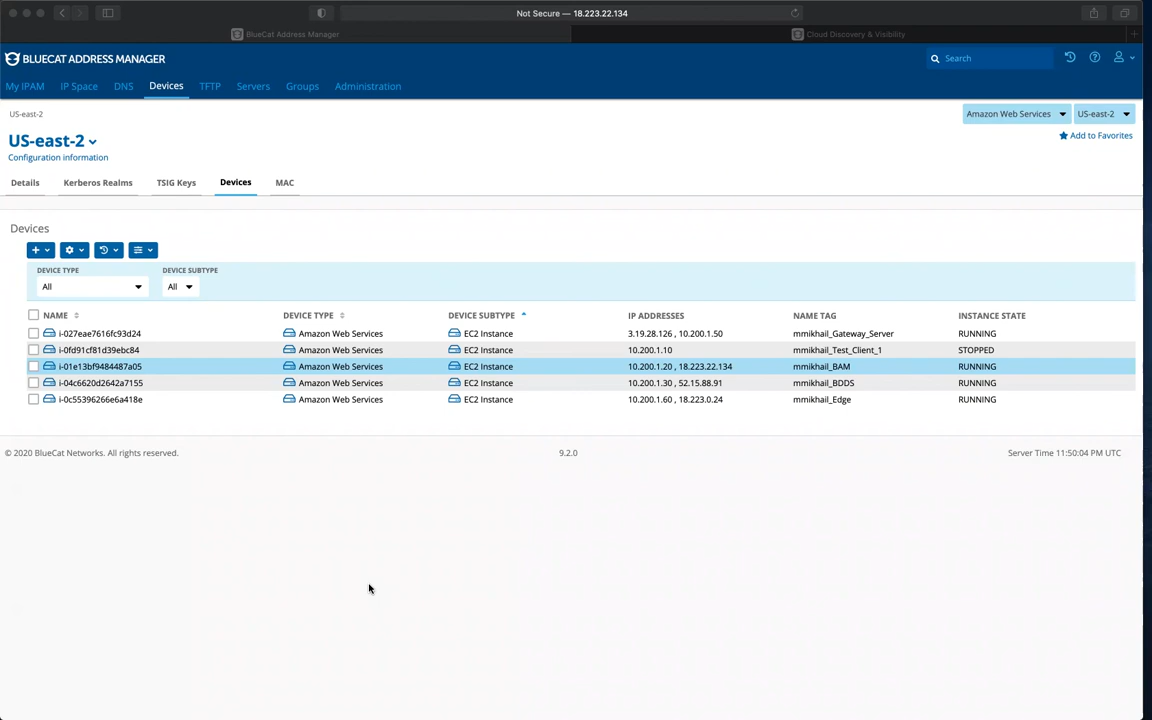 Not Secure — 18.223.22.134
BlueCat Address Manager
Cloud Discovery & Visibility
BLUECAT ADDRESS MANAGER
Search
My IPAM IP Space DNS Devices TFTP Servers Groups Administration
US-east-2
Amazon Web Services US-east-2
US-east-2
Add to Favorites
Configuration information
Details Kerberos Realms TSIG Keys Devices MAC
Devices
DEVICE TYPE DEVICE SUBTYPE
All All
NAME DEVICE TYPE DEVICE SUBTYPE IP ADDRESSES NAME TAG INSTANCE STATE
i-027eae7616fc93d24 Amazon Web Services EC2 Instance 3.19.28.126 , 10.200.1.50 mmikhail_Gateway_Server RUNNING
i-0fd91cf81d39ebc84 Amazon Web Services EC2 Instance 10.200.1.10 mmikhail_Test_Client_1 STOPPED
i-01e13bf9484487a05 Amazon Web Services EC2 Instance 10.200.1.20 , 18.223.22.134 mmikhail_BAM RUNNING
i-04c6620d2642a7155 Amazon Web Services EC2 Instance 10.200.1.30 , 52.15.88.91 mmikhail_BDDS RUNNING
i-0c55396266e6a418e Amazon Web Services EC2 Instance 10.200.1.60 , 18.223.0.24 mmikhail_Edge RUNNING
© 2020 BlueCat Networks. All rights reserved. 9.2.0 Server Time 11:50:04 PM UTC